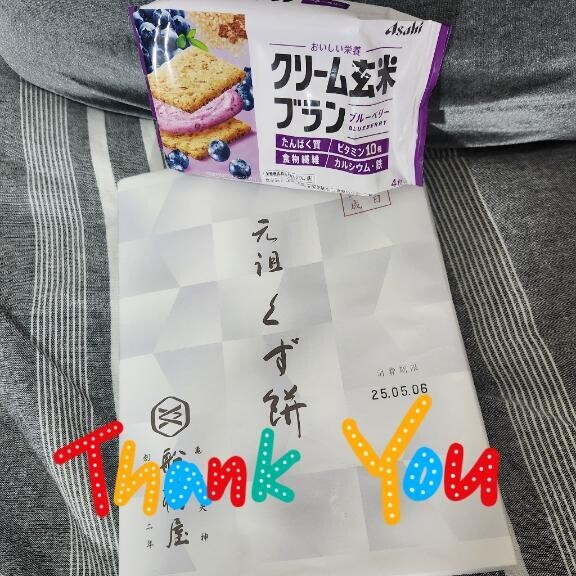 Asahi
おいしい栄養
クリーム玄米
ブラン
ブルーベリー
BLUEBERRY
たんぱく質
ビタミン10種
食物繊維
カルシウム・鉄
元祖くず餅
消費期限
25.05.06
船橋屋
Thank You